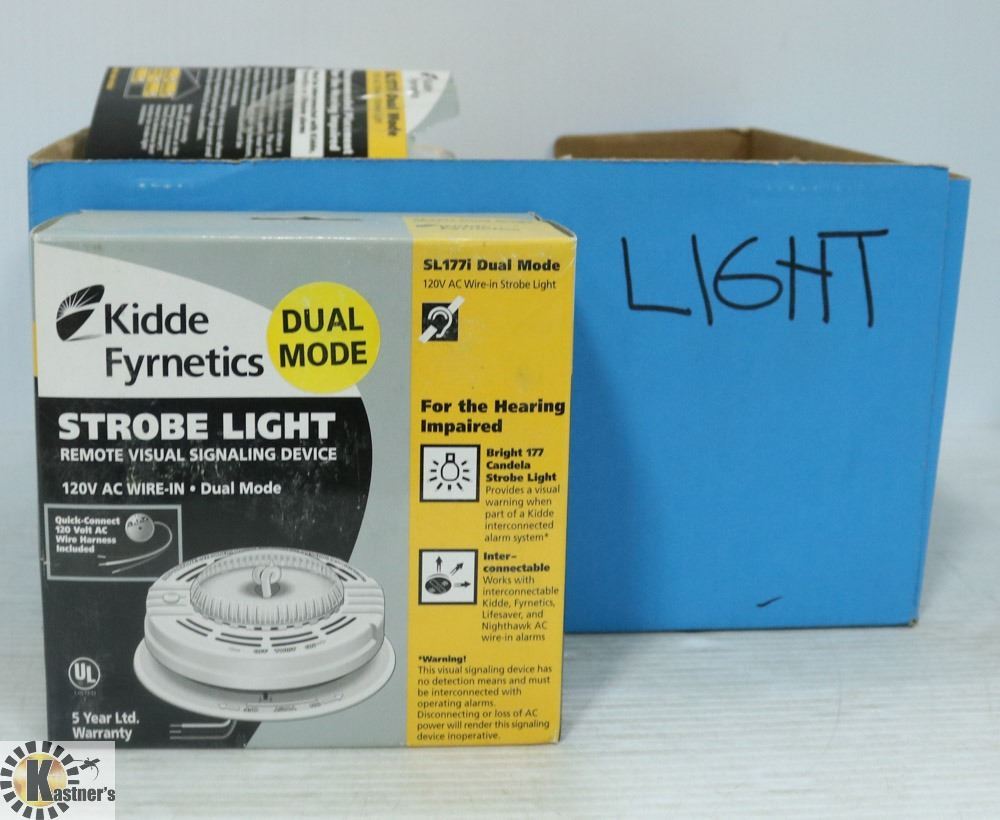 LIGHT
Kidde
Fyrnetics
DUAL
MODE
STROBE LIGHT
REMOTE VISUAL SIGNALING DEVICE
120V AC WIRE-IN • Dual Mode
Quick-Connect
120 Volt AC
Wire Harness
Included
UL
LISTED
5 Year Ltd.
Warranty
SL177i Dual Mode
120V AC Wire-in Strobe Light
For the Hearing
Impaired
Bright 177
Candela
Strobe Light
Provides a visual
warning when
part of a Kidde
interconnected
alarm system*
Inter-
connectable
Works with
interconnectable
Kidde, Fyrnetics,
Lifesaver, and
Nighthawk AC
wire-in alarms
*Warning!
This visual signaling device has
no detection means and must
be interconnected with
operating alarms.
Disconnecting or loss of AC
power will render this signaling
device inoperative.
Kastner's